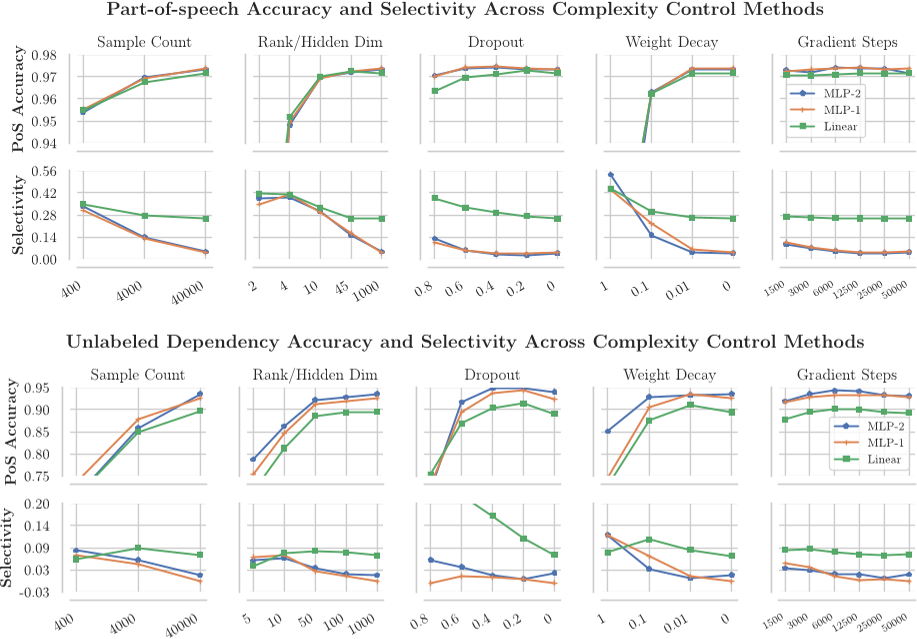 Part-of-speech Accuracy and Selectivity Across Complexity Control Methods
Sample Count Rank/Hidden Dim Dropout Weight Decay Gradient Steps
PoS Accuracy
0.98
0.97
0.96
0.95
0.94
MLP-2
MLP-1
Linear
Selectivity
0.56
0.42
0.28
0.14
0.00
400 4000 40000 2 4 10 45 1000 0.8 0.6 0.4 0.2 0 1 0.1 0.01 0 1500 3000 6000 12500 25000 50000
Unlabeled Dependency Accuracy and Selectivity Across Complexity Control Methods
Sample Count Rank/Hidden Dim Dropout Weight Decay Gradient Steps
PoS Accuracy
0.95
0.90
0.85
0.80
0.75
MLP-2
MLP-1
Linear
Selectivity
0.20
0.14
0.09
0.03
-0.03
400 4000 40000 5 10 50 100 1000 0.8 0.6 0.4 0.2 0 1 0.1 0.01 0 1500 3000 6000 12500 25000 50000